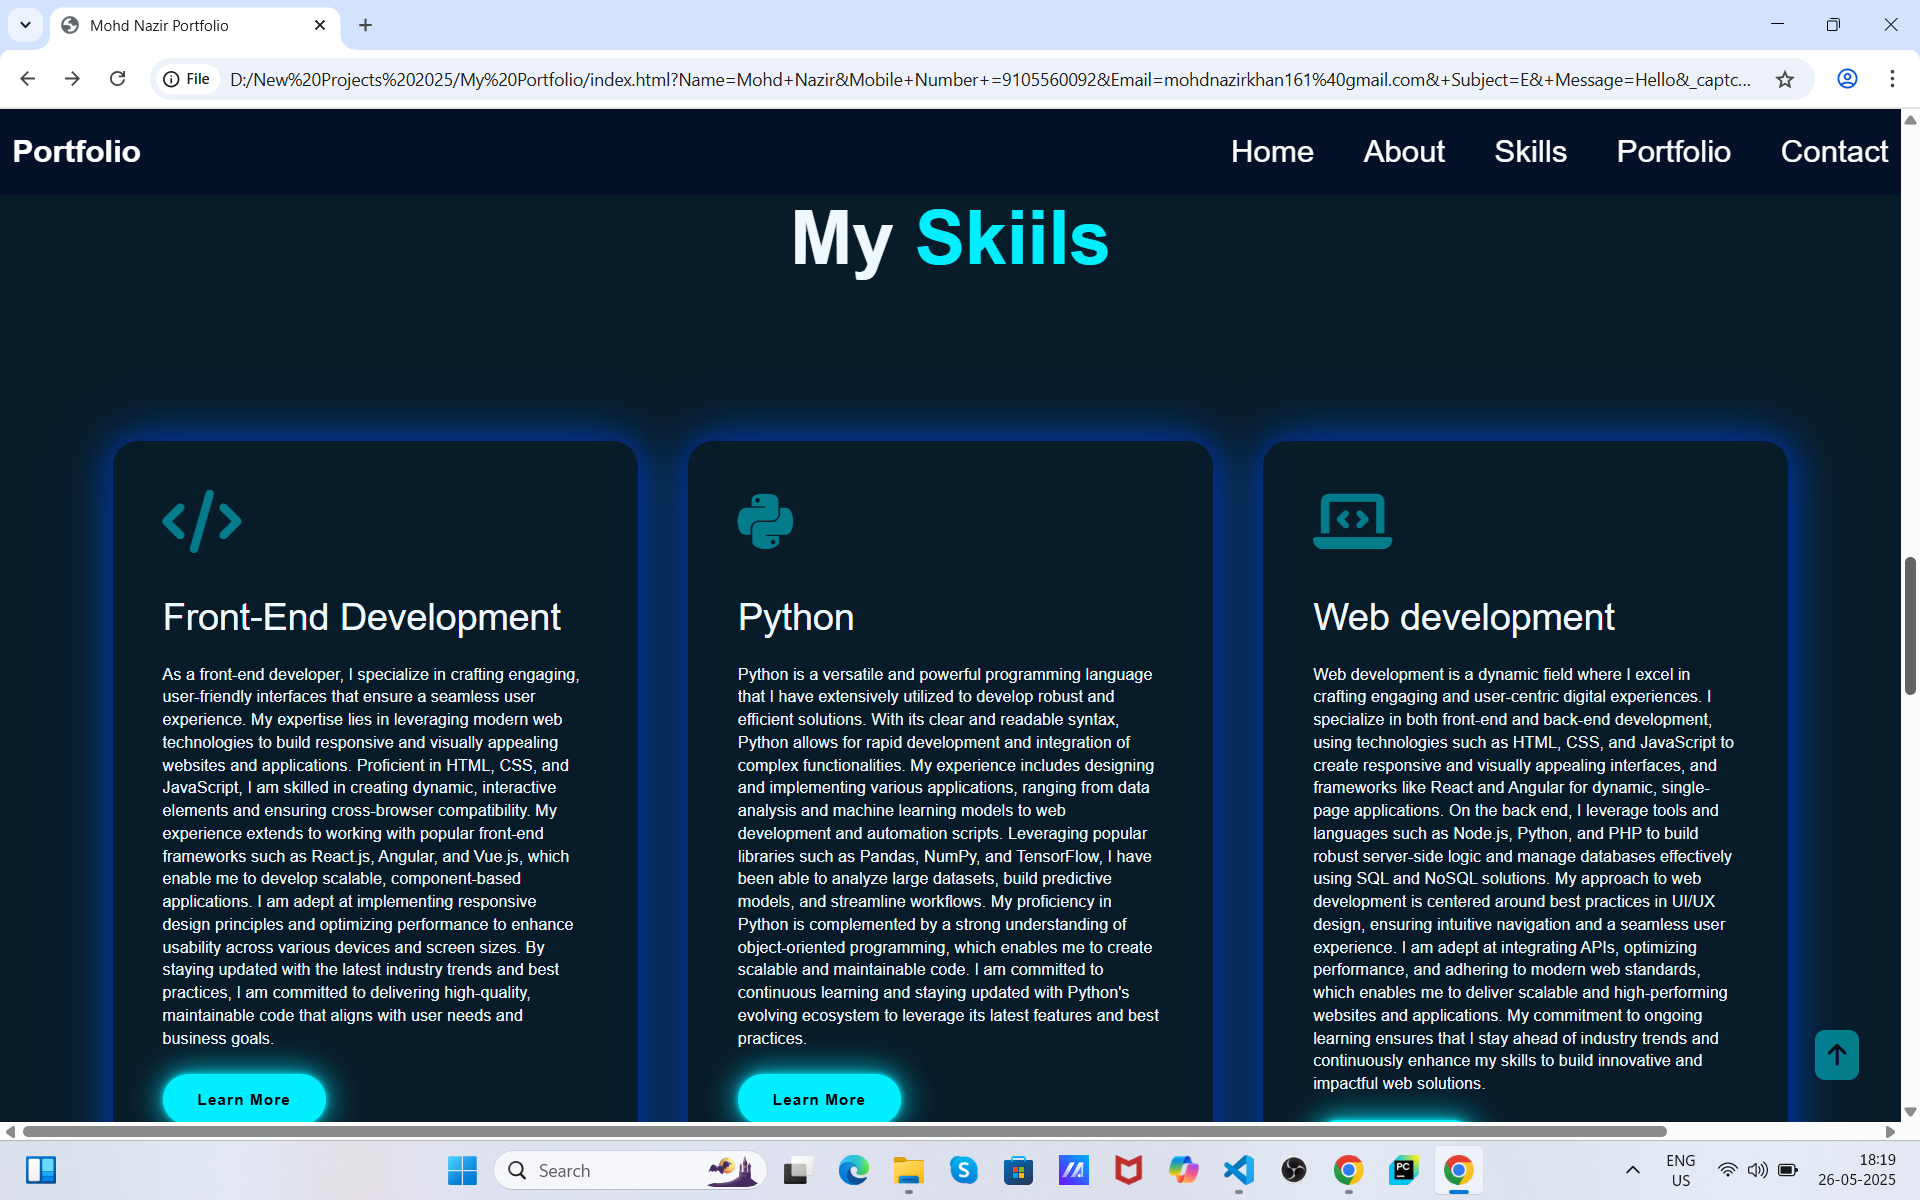 Mohd Nazir Portfolio
File
D:/New%20Projects%202025/My%20Portfolio/index.html?Name=Mohd+Nazir&Mobile+Number+=9105560092&Email=mohdnazirkhan161%40gmail.com&+Subject=E&+Message=Hello&_captc...
Portfolio
Home About Skills Portfolio Contact
My Skiils
Front-End Development
As a front-end developer, I specialize in crafting engaging,
user-friendly interfaces that ensure a seamless user
experience. My expertise lies in leveraging modern web
technologies to build responsive and visually appealing
websites and applications. Proficient in HTML, CSS, and
JavaScript, I am skilled in creating dynamic, interactive
elements and ensuring cross-browser compatibility. My
experience extends to working with popular front-end
frameworks such as React.js, Angular, and Vue.js, which
enable me to develop scalable, component-based
applications. I am adept at implementing responsive
design principles and optimizing performance to enhance
usability across various devices and screen sizes. By
staying updated with the latest industry trends and best
practices, I am committed to delivering high-quality,
maintainable code that aligns with user needs and
business goals.
Learn More
Python
Python is a versatile and powerful programming language
that I have extensively utilized to develop robust and
efficient solutions. With its clear and readable syntax,
Python allows for rapid development and integration of
complex functionalities. My experience includes designing
and implementing various applications, ranging from data
analysis and machine learning models to web
development and automation scripts. Leveraging popular
libraries such as Pandas, NumPy, and TensorFlow, I have
been able to analyze large datasets, build predictive
models, and streamline workflows. My proficiency in
Python is complemented by a strong understanding of
object-oriented programming, which enables me to create
scalable and maintainable code. I am committed to
continuous learning and staying updated with Python's
evolving ecosystem to leverage its latest features and best
practices.
Learn More
Web development
Web development is a dynamic field where I excel in
crafting engaging and user-centric digital experiences. I
specialize in both front-end and back-end development,
using technologies such as HTML, CSS, and JavaScript to
create responsive and visually appealing interfaces, and
frameworks like React and Angular for dynamic, single-
page applications. On the back end, I leverage tools and
languages such as Node.js, Python, and PHP to build
robust server-side logic and manage databases effectively
using SQL and NoSQL solutions. My approach to web
development is centered around best practices in UI/UX
design, ensuring intuitive navigation and a seamless user
experience. I am adept at integrating APIs, optimizing
performance, and adhering to modern web standards,
which enables me to deliver scalable and high-performing
websites and applications. My commitment to ongoing
learning ensures that I stay ahead of industry trends and
continuously enhance my skills to build innovative and
impactful web solutions.
Search
PC
ENG
US
18:19
26-05-2025